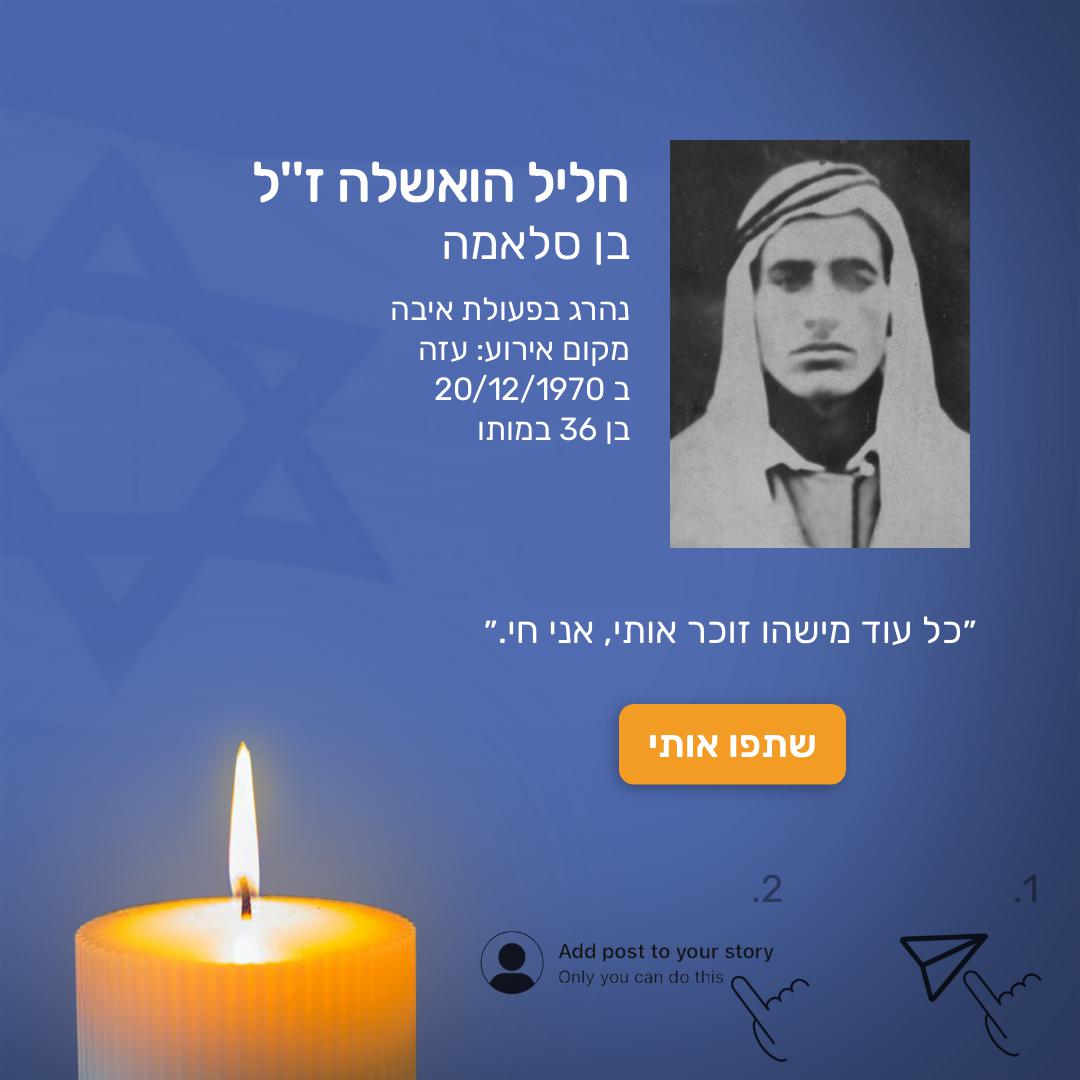 חליל הואשלה ז"ל
בן סלאמה
נהרג בפעולת איבה
מקום אירוע: עזה
ב 20/12/1970
בן 36 במותו
״כל עוד מישהו זוכר אותי, אני חי.״
שתפו אותי
.1
.2
Add post to your story
Only you can do this